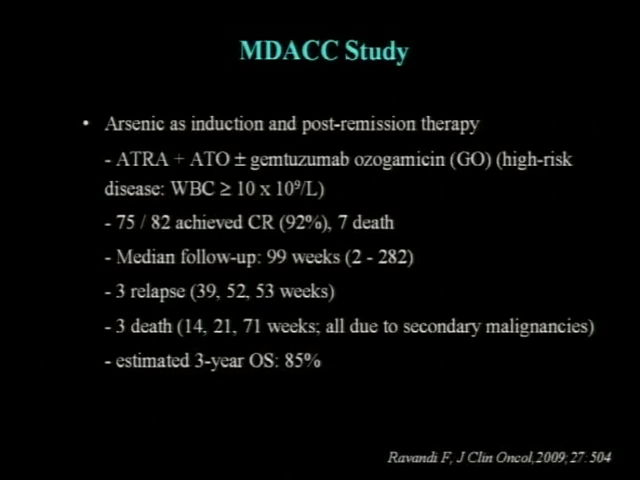 MDACC Study
• Arsenic as induction and post-remission therapy
- ATRA + ATO ± gemtuzumab ozogamicin (GO) (high-risk
disease: WBC ≥ 10 x 10⁹/L)
- 75 / 82 achieved CR (92%), 7 death
- Median follow-up: 99 weeks (2 - 282)
- 3 relapse (39, 52, 53 weeks)
- 3 death (14, 21, 71 weeks; all due to secondary malignancies)
- estimated 3-year OS: 85%
Ravandi F, J Clin Oncol,2009;27:504